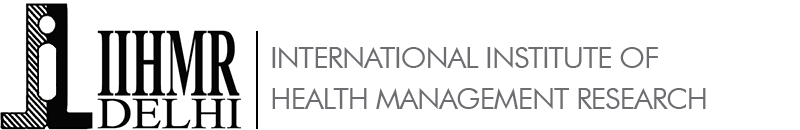 IIHMR
DELHI
INTERNATIONAL INSTITUTE OF
HEALTH MANAGEMENT RESEARCH